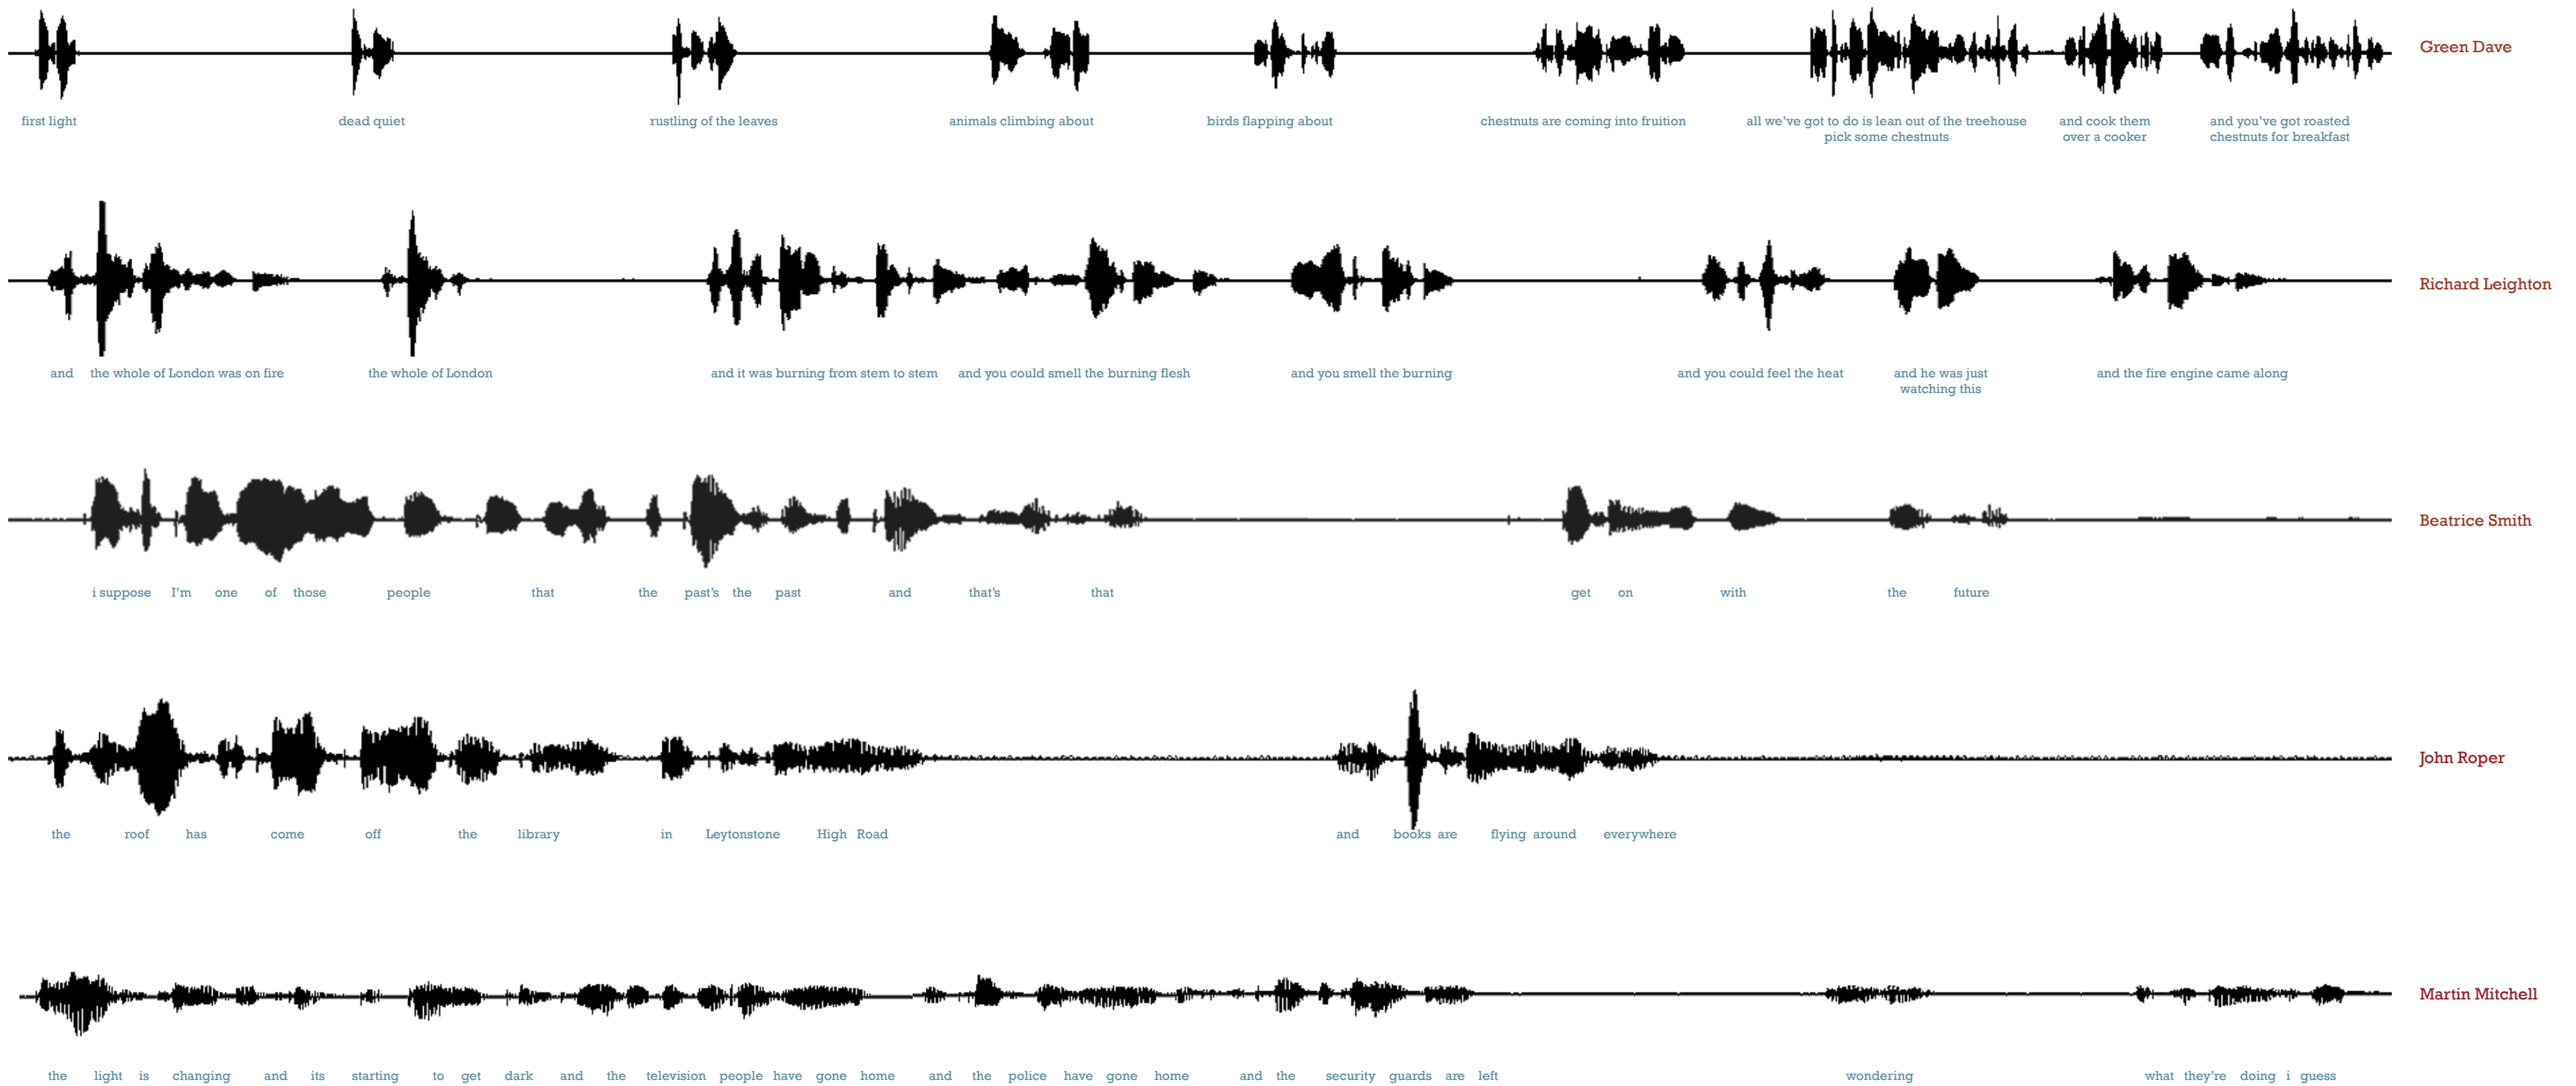 Green Dave
first light
dead quiet
rustling of the leaves
animals climbing about
birds flapping about
chestnuts are coming into fruition
all we've got to do is lean out of the treehouse
pick some chestnuts
and cook them
over a cooker
and you've got roasted
chestnuts for breakfast
Richard Leighton
and the whole of London was on fire
the whole of London
and it was burning from stem to stem
and you could smell the burning flesh
and you smell the burning
and you could feel the heat
and he was just
watching this
and the fire engine came along
Beatrice Smith
i suppose I'm one of those people that the past's the past and that's that get on with the future
John Roper
the roof has come off the library in Leytonstone High Road and books are flying around everywhere
Martin Mitchell
the light is changing and its starting to get dark and the television people have gone home and the police have gone home and the security guards are left wondering what they're doing i guess